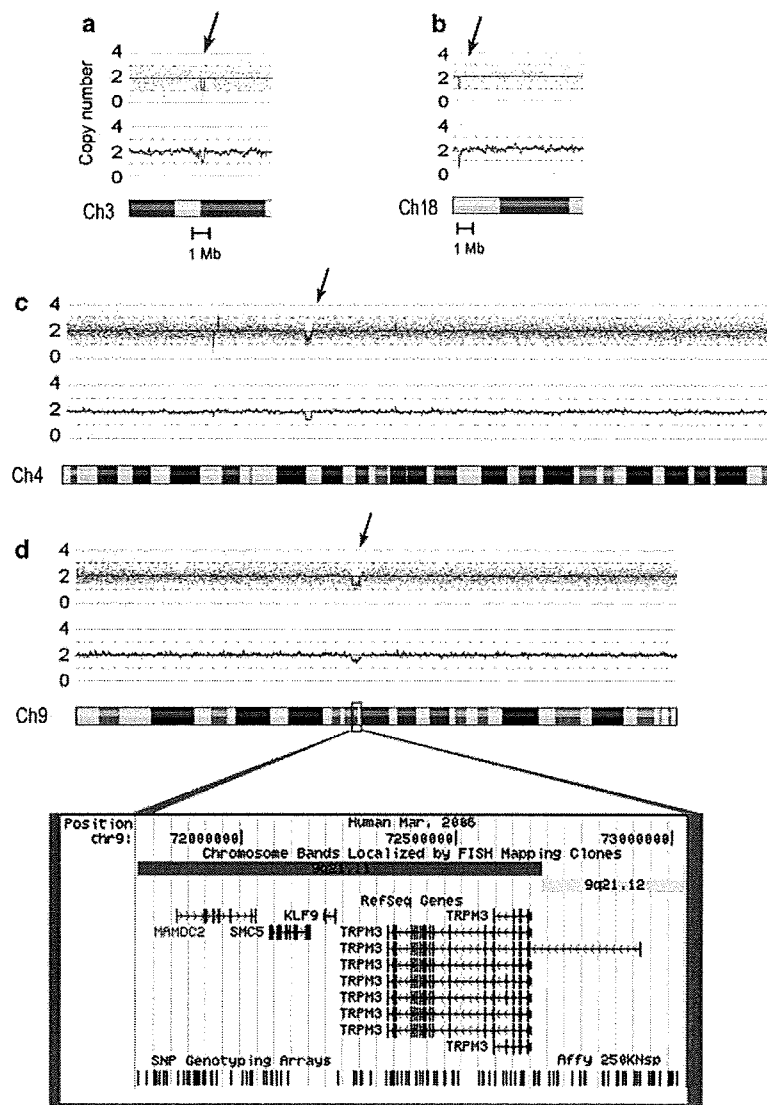 a
b
4
2
0
4
2
0
Copy number
Ch3
1 Mb
4
2
0
4
2
0
Ch18
1 Mb
c
4
2
0
4
2
0
Ch4
d
4
2
0
4
2
0
Ch9
Position Human Mar. 2006
chr9: 72000000| 72500000| 73000000|
Chromosome Bands Localized by FISH Mapping Clones
9q21.11
9q21.12
RefSeq Genes
KLF9 TRPM3
MAMDC2 SMC5 TRPM3
TRPM3
TRPM3
TRPM3
TRPM3
TRPM3
TRPM3
TRPM3
SNP Genotyping Arrays Affy 250KNsp